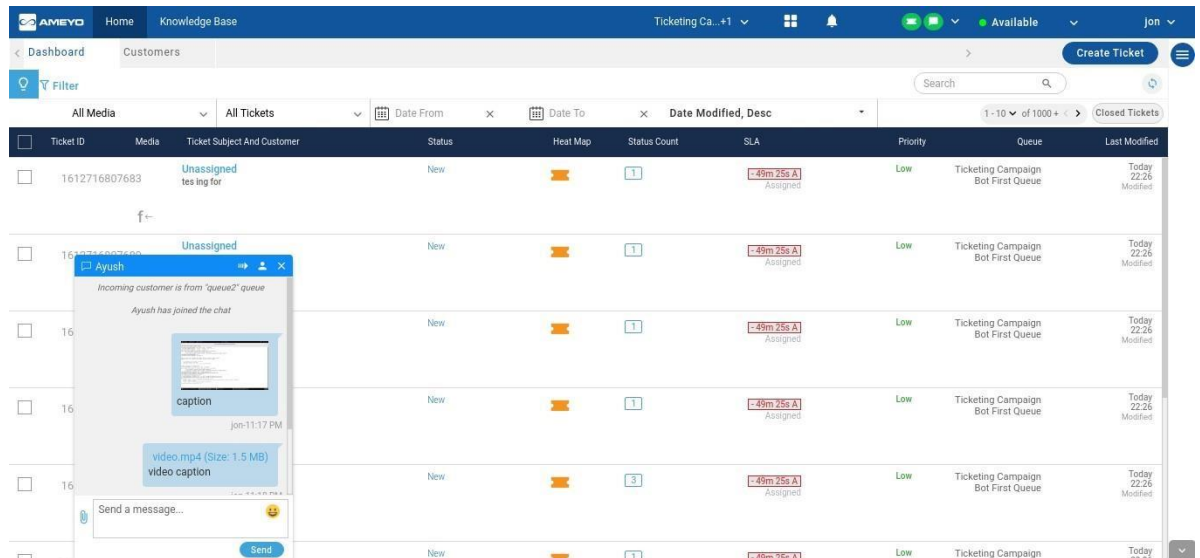 AMEYO Home Knowledge Base Ticketing Ca...+1 Available jon
Dashboard Customers Create Ticket
Filter Search
All Media All Tickets Date From × Date To × Date Modified, Desc 1 - 10 of 1000 + Closed Tickets
Ticket ID Media Ticket Subject And Customer Status Heat Map Status Count SLA Priority Queue Last Modified
1612716807683 Unassigned New 1 - 49m 25s A Low Ticketing Campaign Today
tes ing for Assigned Bot First Queue 22:26
Modified
f
Unassigned New 1 - 49m 25s A Low Ticketing Campaign Today
Assigned Bot First Queue 22:26
Modified
Ayush ×
Incoming customer is from "queue2" queue
Ayush has joined the chat
16 New 1 - 49m 25s A Low Ticketing Campaign Today
Assigned Bot First Queue 22:26
Modified
caption
jon-11:17 PM
16 New 1 - 49m 25s A Low Ticketing Campaign Today
Assigned Bot First Queue 22:26
Modified
video.mp4 (Size: 1.5 MB)
video caption
16 New 3 - 49m 25s A Low Ticketing Campaign Today
Assigned Bot First Queue 22:26
Modified
Send a message...
Send
New 1 - 49m 25s A Low Ticketing Campaign Today